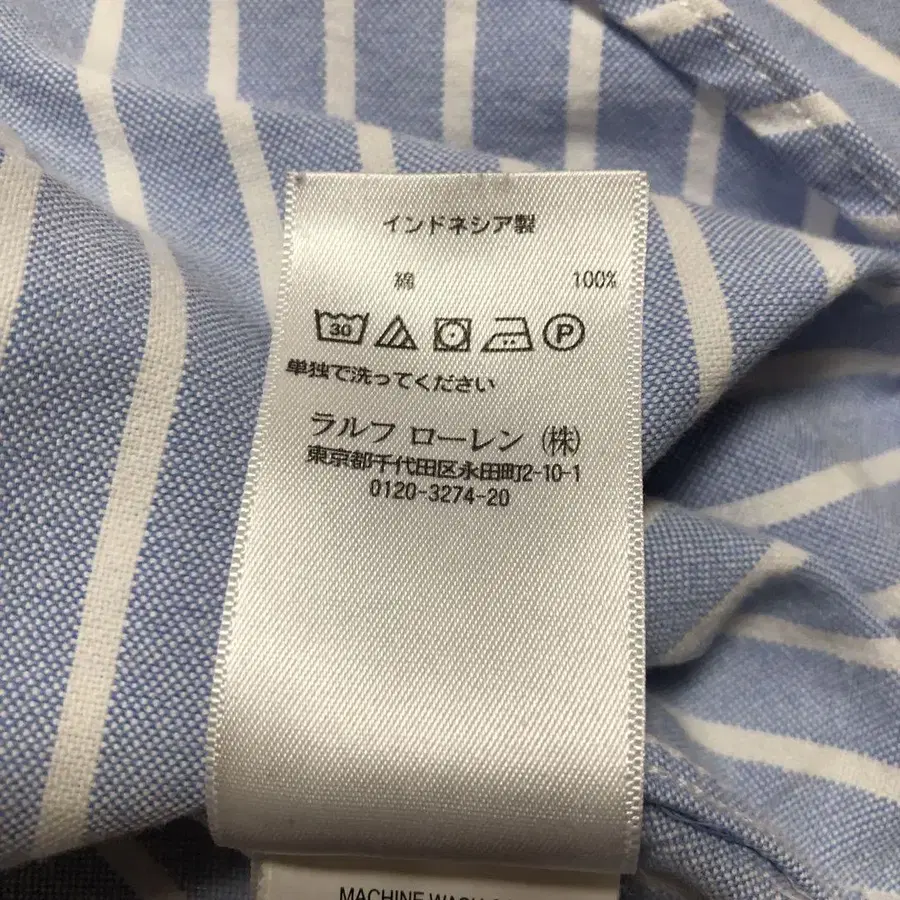 インドネシア製
綿 100%
30 P
単独で洗ってください
ラルフ ローレン (株)
東京都千代田区永田町2-10-1
0120-3274-20
MACHINE WASH